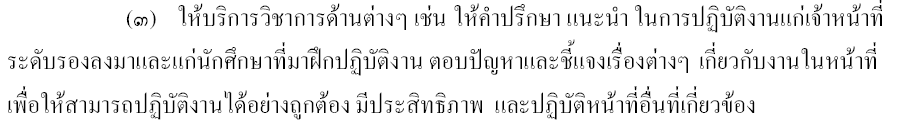 (๓) ให้บริการวิชาการด้านต่างๆ เช่น ให้คำปรึกษา แนะนำ ในการปฏิบัติงานแก่เจ้าหน้าที่
ระดับรองลงมาและแก่นักศึกษาที่มาฝึกปฏิบัติงาน ตอบปัญหาและชี้แจงเรื่องต่างๆ เกี่ยวกับงานในหน้าที่
เพื่อให้สามารถปฏิบัติงานได้อย่างถูกต้อง มีประสิทธิภาพ และปฏิบัติหน้าที่อื่นที่เกี่ยวข้อง